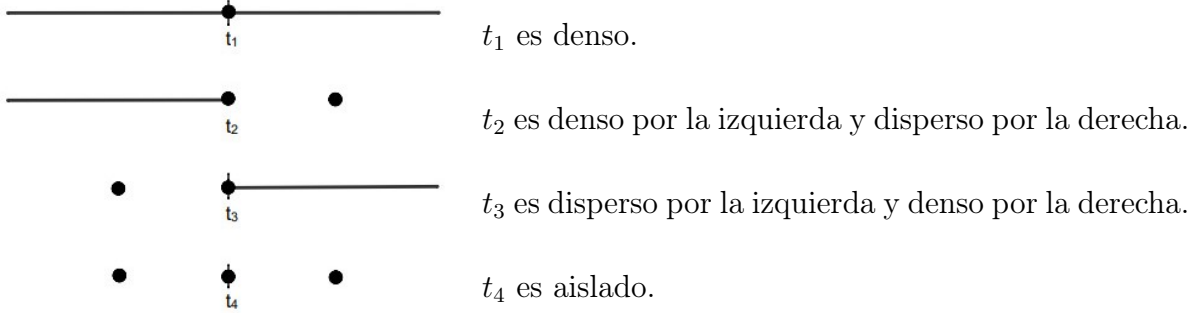 t₁
t₁ es denso.
t₂
t₂ es denso por la izquierda y disperso por la derecha.
t₃
t₃ es disperso por la izquierda y denso por la derecha.
t₄
t₄ es aislado.